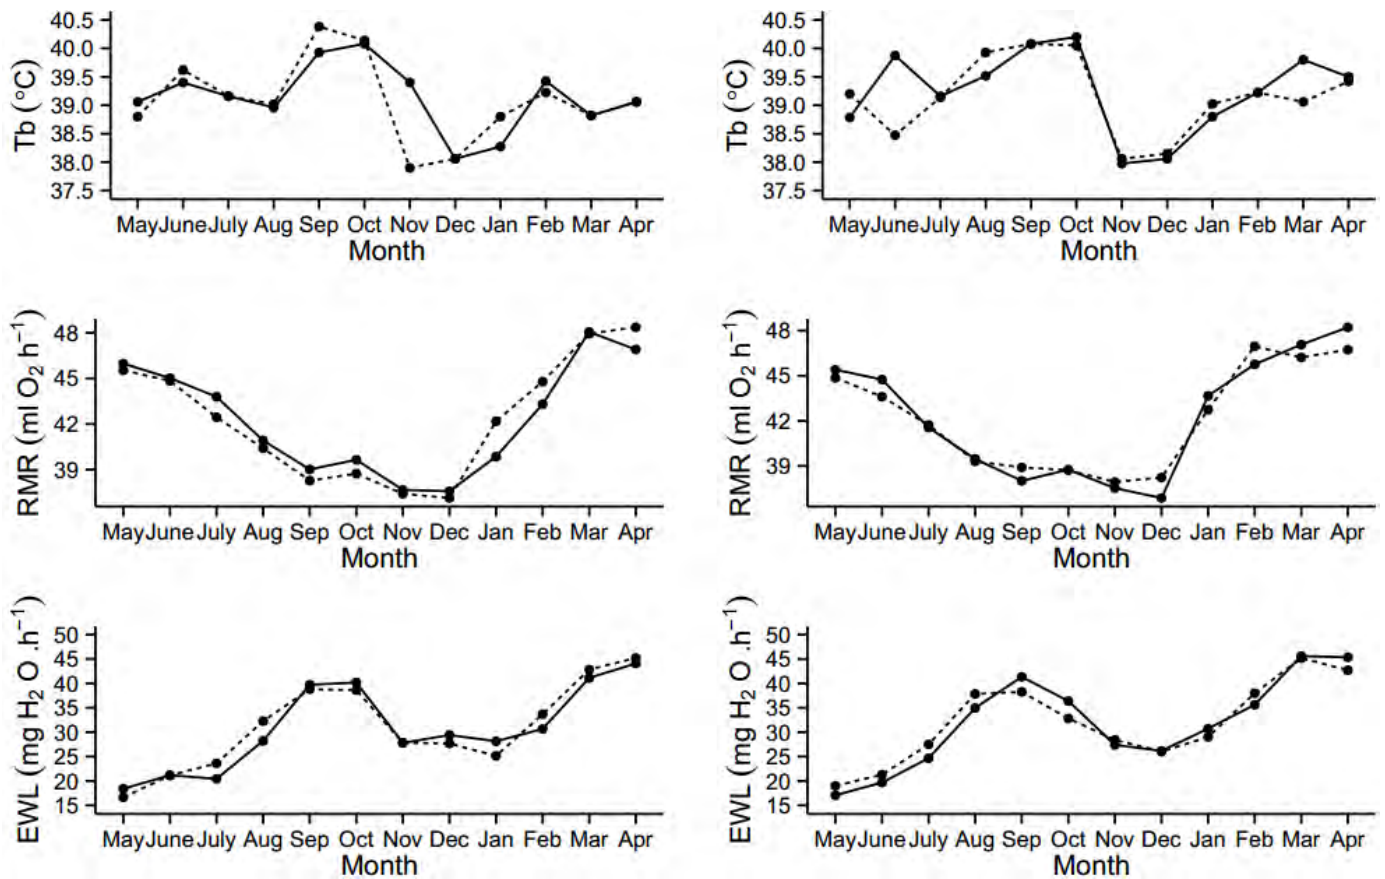 Tb (°C)
40.5
40.0
39.5
39.0
38.5
38.0
37.5
May June July Aug Sep Oct Nov Dec Jan Feb Mar Apr
Month
Tb (°C)
40.5
40.0
39.5
39.0
38.5
38.0
37.5
May June July Aug Sep Oct Nov Dec Jan Feb Mar Apr
Month
RMR (ml O₂ h⁻¹)
48
45
42
39
May June July Aug Sep Oct Nov Dec Jan Feb Mar Apr
Month
RMR (ml O₂ h⁻¹)
48
45
42
39
May June July Aug Sep Oct Nov Dec Jan Feb Mar Apr
Month
EWL (mg H₂ O .h⁻¹)
50
45
40
35
30
25
20
15
May June July Aug Sep Oct Nov Dec Jan Feb Mar Apr
Month
EWL (mg H₂ O .h⁻¹)
50
45
40
35
30
25
20
15
May June July Aug Sep Oct Nov Dec Jan Feb Mar Apr
Month